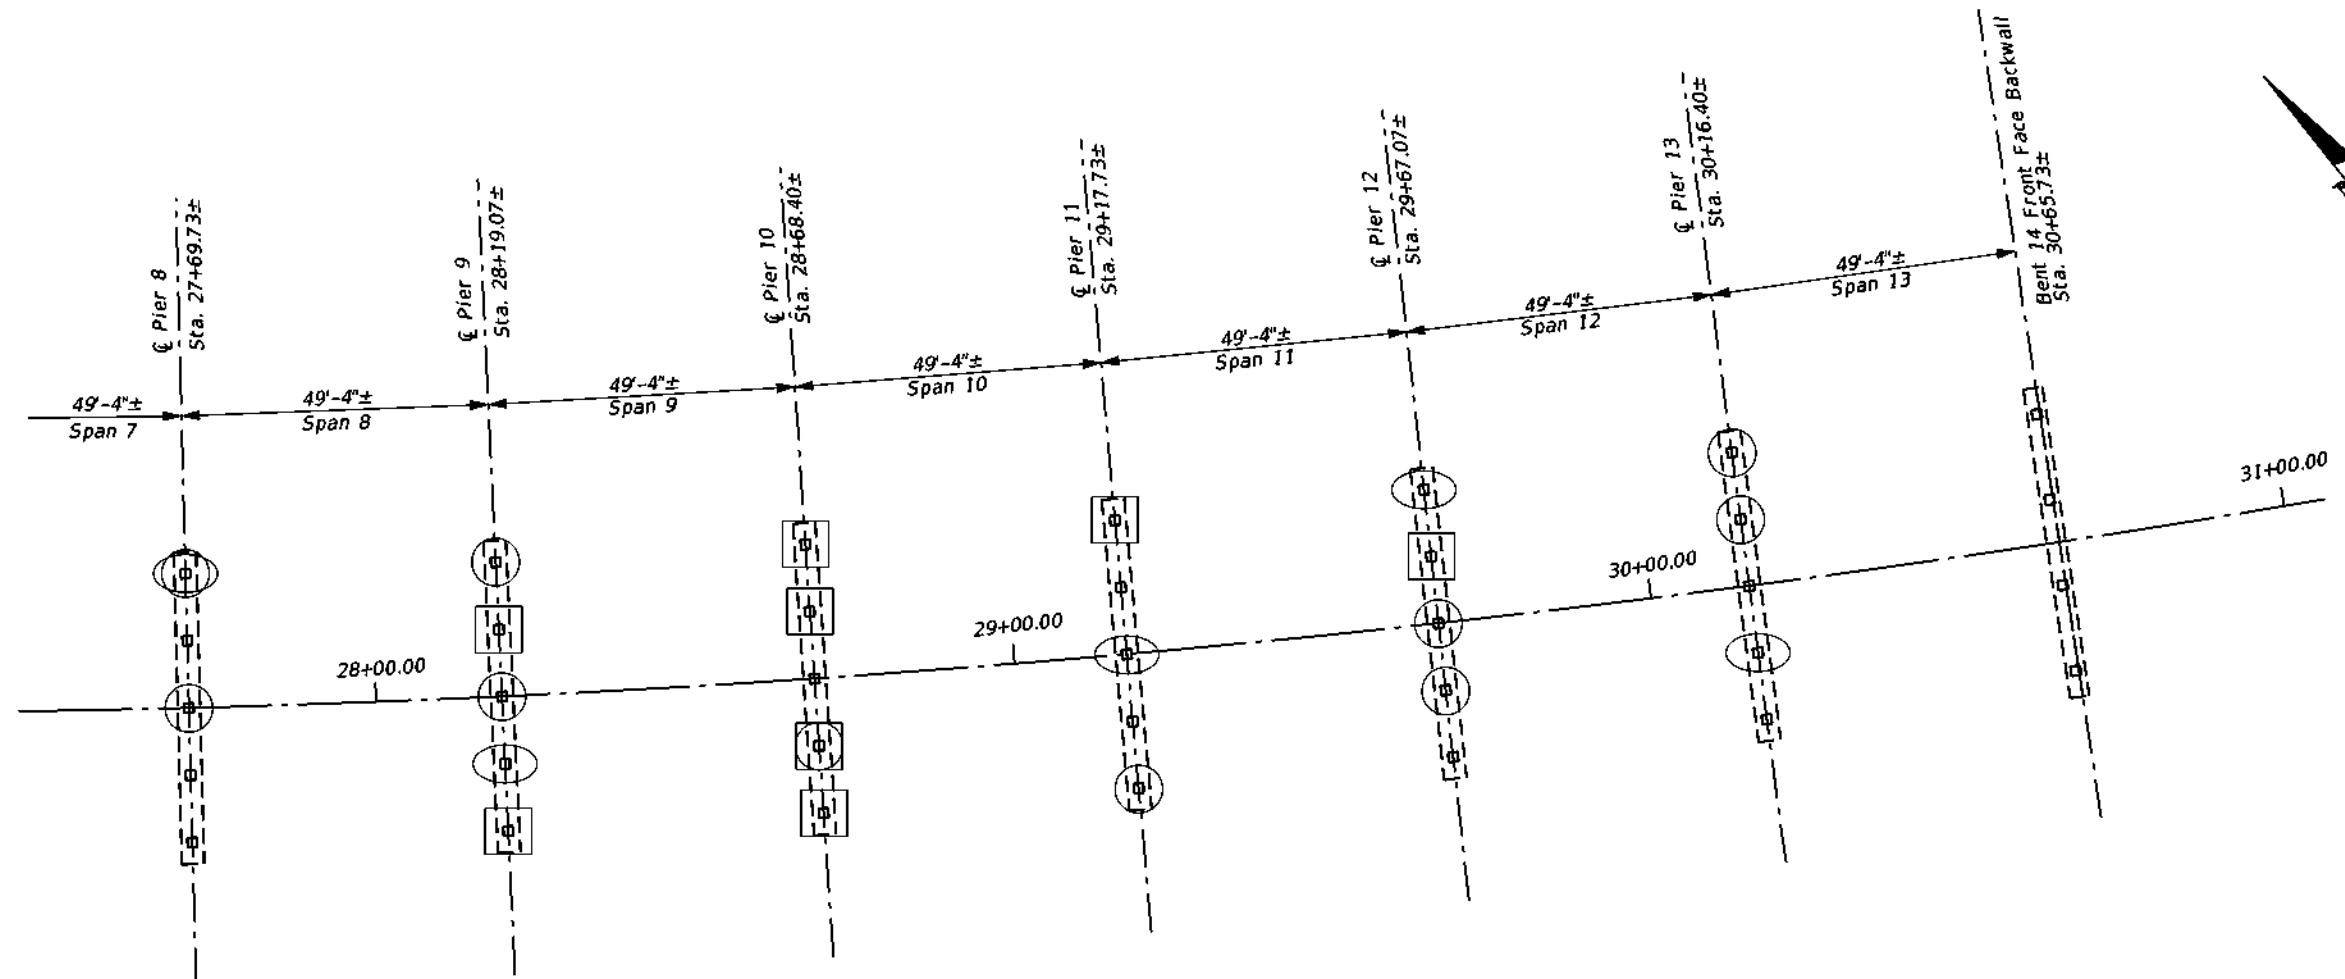 ℄ Pier 8
Sta. 27+69.73±
℄ Pier 9
Sta. 28+19.07±
℄ Pier 10
Sta. 28+68.40±
℄ Pier 11
Sta. 29+17.73±
℄ Pier 12
Sta. 29+67.07±
℄ Pier 13
Sta. 30+16.40±
Bent 14 Front Face Backwall
Sta. 30+65.73±
49'-4"±
Span 7
49'-4"±
Span 8
49'-4"±
Span 9
49'-4"±
Span 10
49'-4"±
Span 11
49'-4"±
Span 12
49'-4"±
Span 13
28+00.00
29+00.00
30+00.00
31+00.00